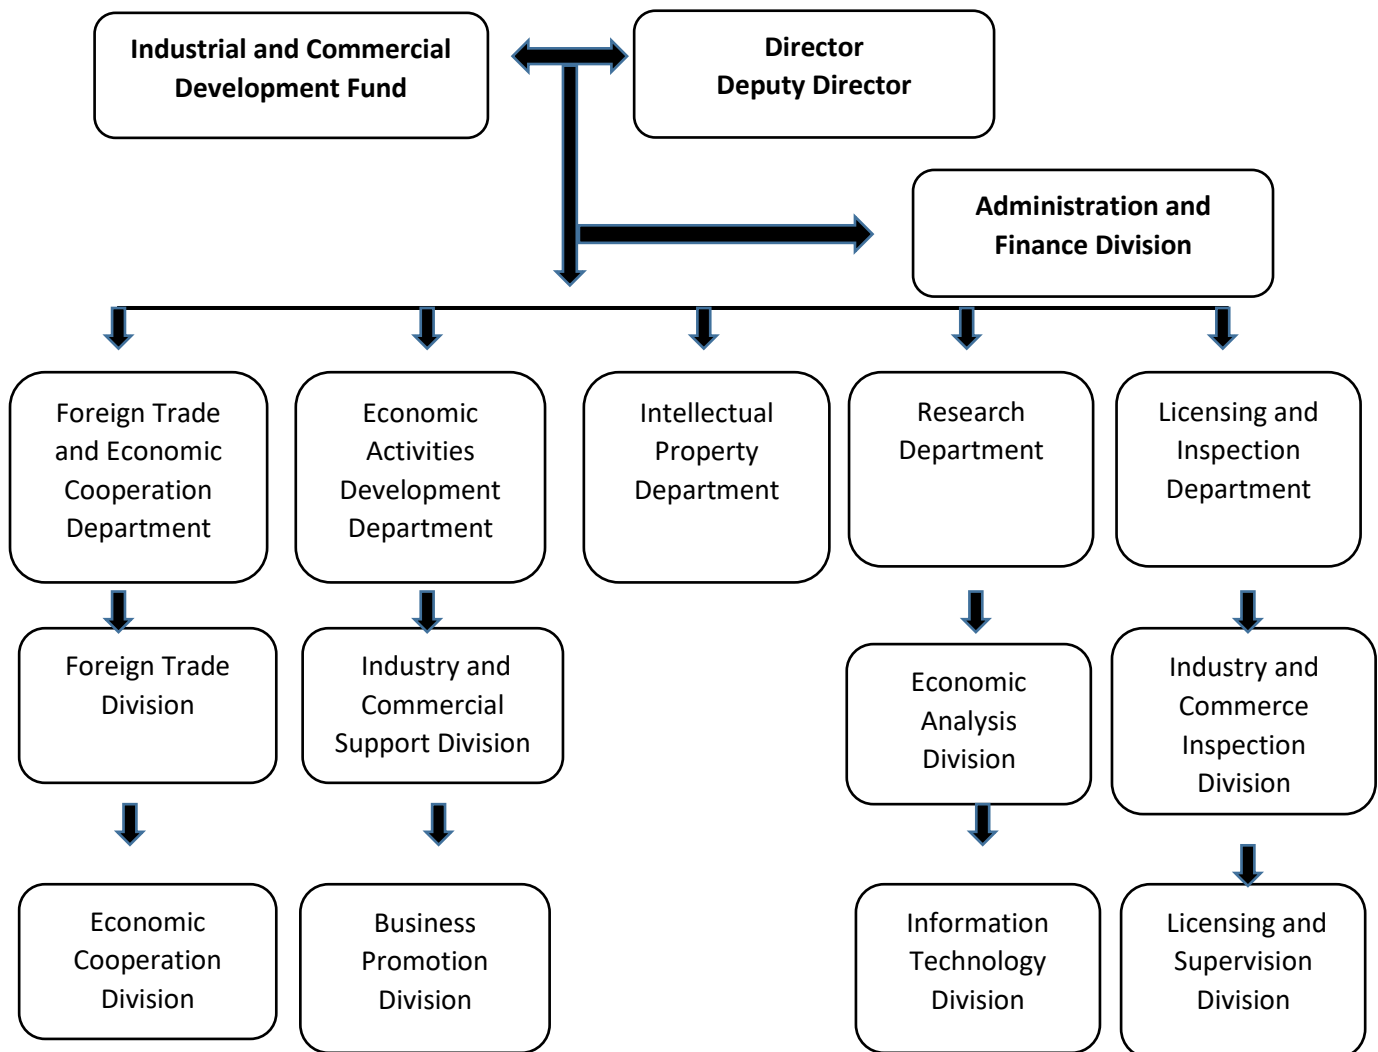 Industrial and Commercial
Development Fund
Director
Deputy Director
Administration and
Finance Division
Foreign Trade
and Economic
Cooperation
Department
Economic
Activities
Development
Department
Intellectual
Property
Department
Research
Department
Licensing and
Inspection
Department
Foreign Trade
Division
Industry and
Commercial
Support Division
Economic
Analysis
Division
Industry and
Commerce
Inspection
Division
Economic
Cooperation
Division
Business
Promotion
Division
Information
Technology
Division
Licensing and
Supervision
Division